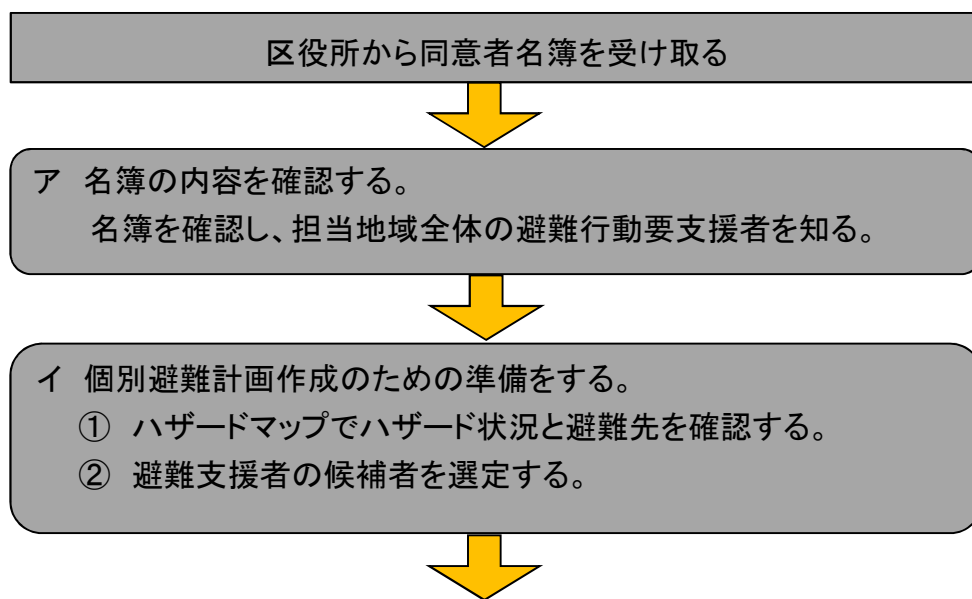 区役所から同意者名簿を受け取る
ア 名簿の内容を確認する。
名簿を確認し、担当地域全体の避難行動要支援者を知る。
イ 個別避難計画作成のための準備をする。
① ハザードマップでハザード状況と避難先を確認する。
② 避難支援者の候補者を選定する。